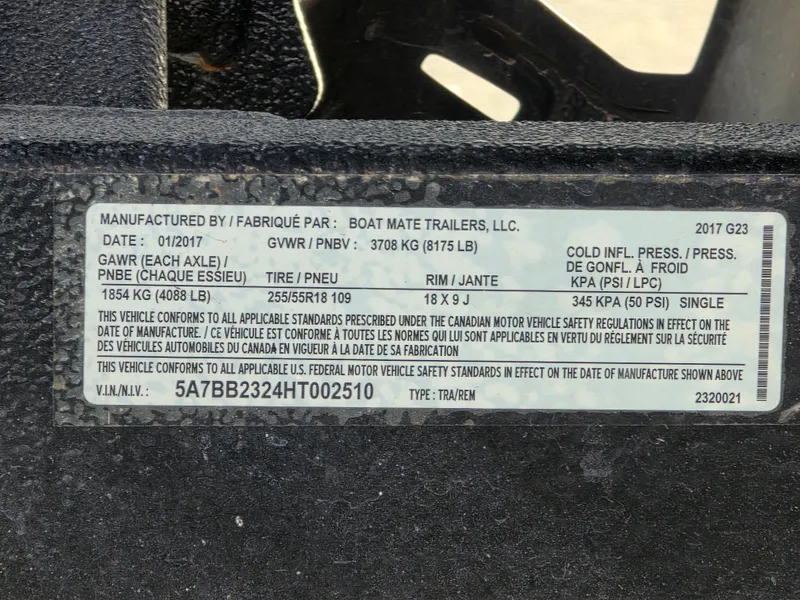 MANUFACTURED BY / FABRIQUÉ PAR : BOAT MATE TRAILERS, LLC. 2017 G23
DATE : 01/2017 GVWR / PNBV : 3708 KG (8175 LB)
GAWR (EACH AXLE) / PNBE (CHAQUE ESSIEU) TIRE / PNEU RIM / JANTE COLD INFL. PRESS. / PRESS. DE GONFL. À FROID KPA (PSI / LPC)
1854 KG (4088 LB) 255/55R18 109 18 X 9 J 345 KPA (50 PSI) SINGLE
THIS VEHICLE CONFORMS TO ALL APPLICABLE STANDARDS PRESCRIBED UNDER THE CANADIAN MOTOR VEHICLE SAFETY REGULATIONS IN EFFECT ON THE
DATE OF MANUFACTURE. / CE VÉHICULE EST CONFORME À TOUTES LES NORMES QUI LUI SONT APPLICABLES EN VERTU DU RÉGLEMENT SUR LA SÉCURITÉ
DES VÉHICULES AUTOMOBILES DU CANADA EN VIGUEUR À LA DATE DE SA FABRICATION
THIS VEHICLE CONFORMS TO ALL APPLICABLE U.S. FEDERAL MOTOR VEHICLE SAFETY STANDARDS IN EFFECT ON THE DATE OF MANUFACTURE SHOWN ABOVE
V.I.N./N.I.V. : 5A7BB2324HT002510 TYPE : TRA/REM 2320021